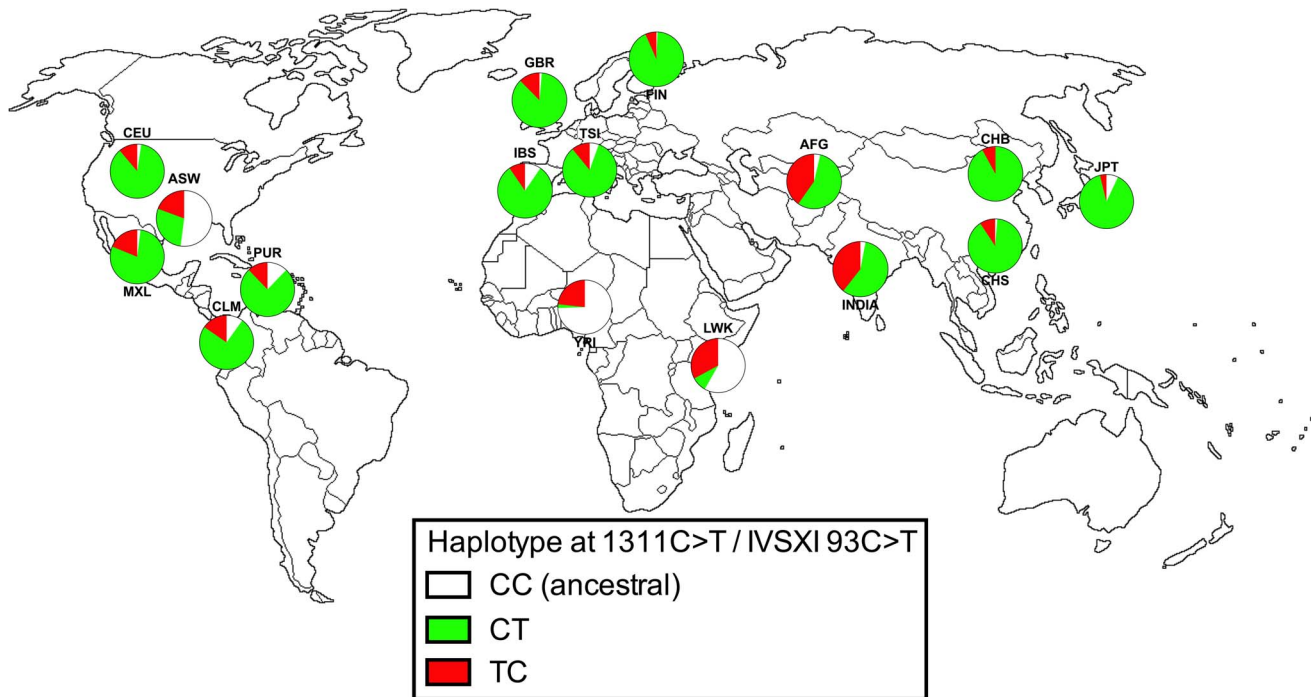 FIN
GBR
CEU
TSI
AFG
CHB
IBS
JPT
ASW
PUR
MXL
CHS
INDIA
CLM
YRI
LWK
Haplotype at 1311C>T / IVSXI 93C>T
CC (ancestral)
CT
TC